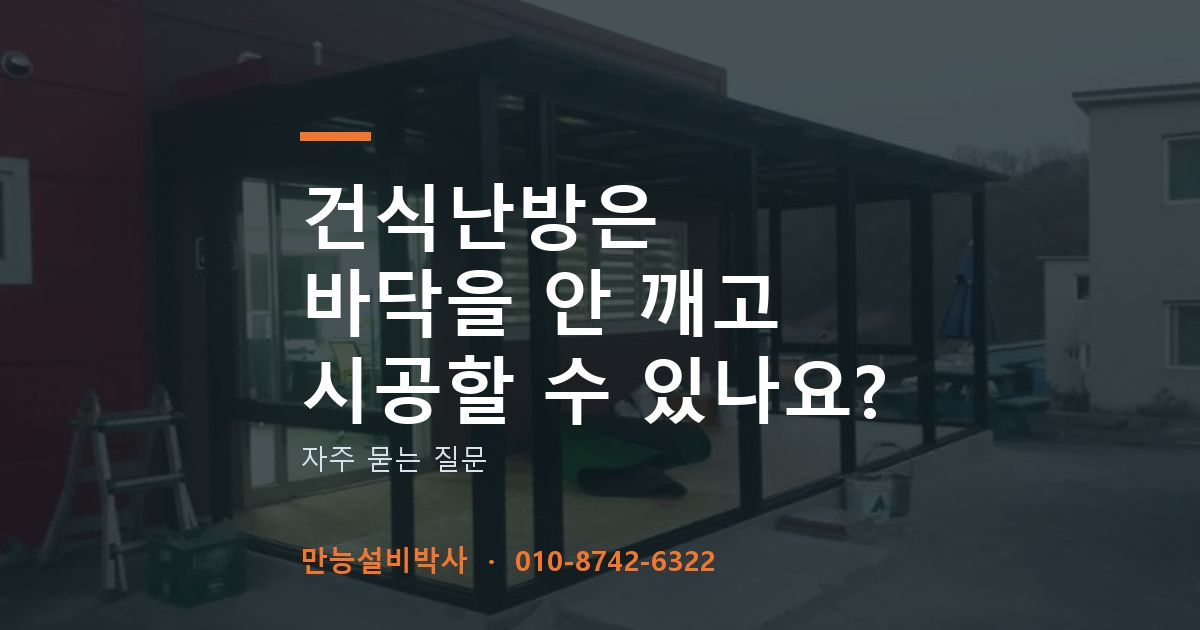 건식난방은
바닥을 안 깨고
시공할 수 있나요?
자주 묻는 질문
만능설비박사 · 010-8742-6322